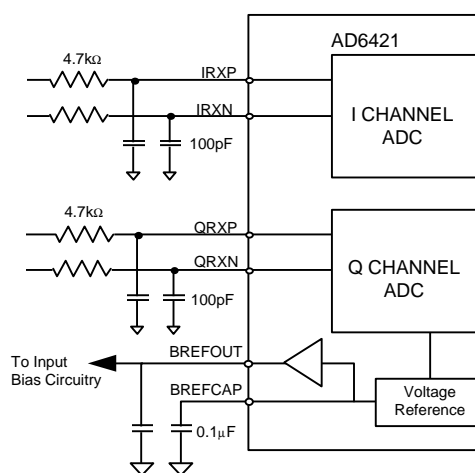 AD6421
4.7kΩ
IRXP
IRXN
100pF
I CHANNEL
ADC
4.7kΩ
QRXP
QRXN
100pF
Q CHANNEL
ADC
To Input
Bias Circuitry
BREFOUT
BREFCAP
0.1µF
Voltage
Reference